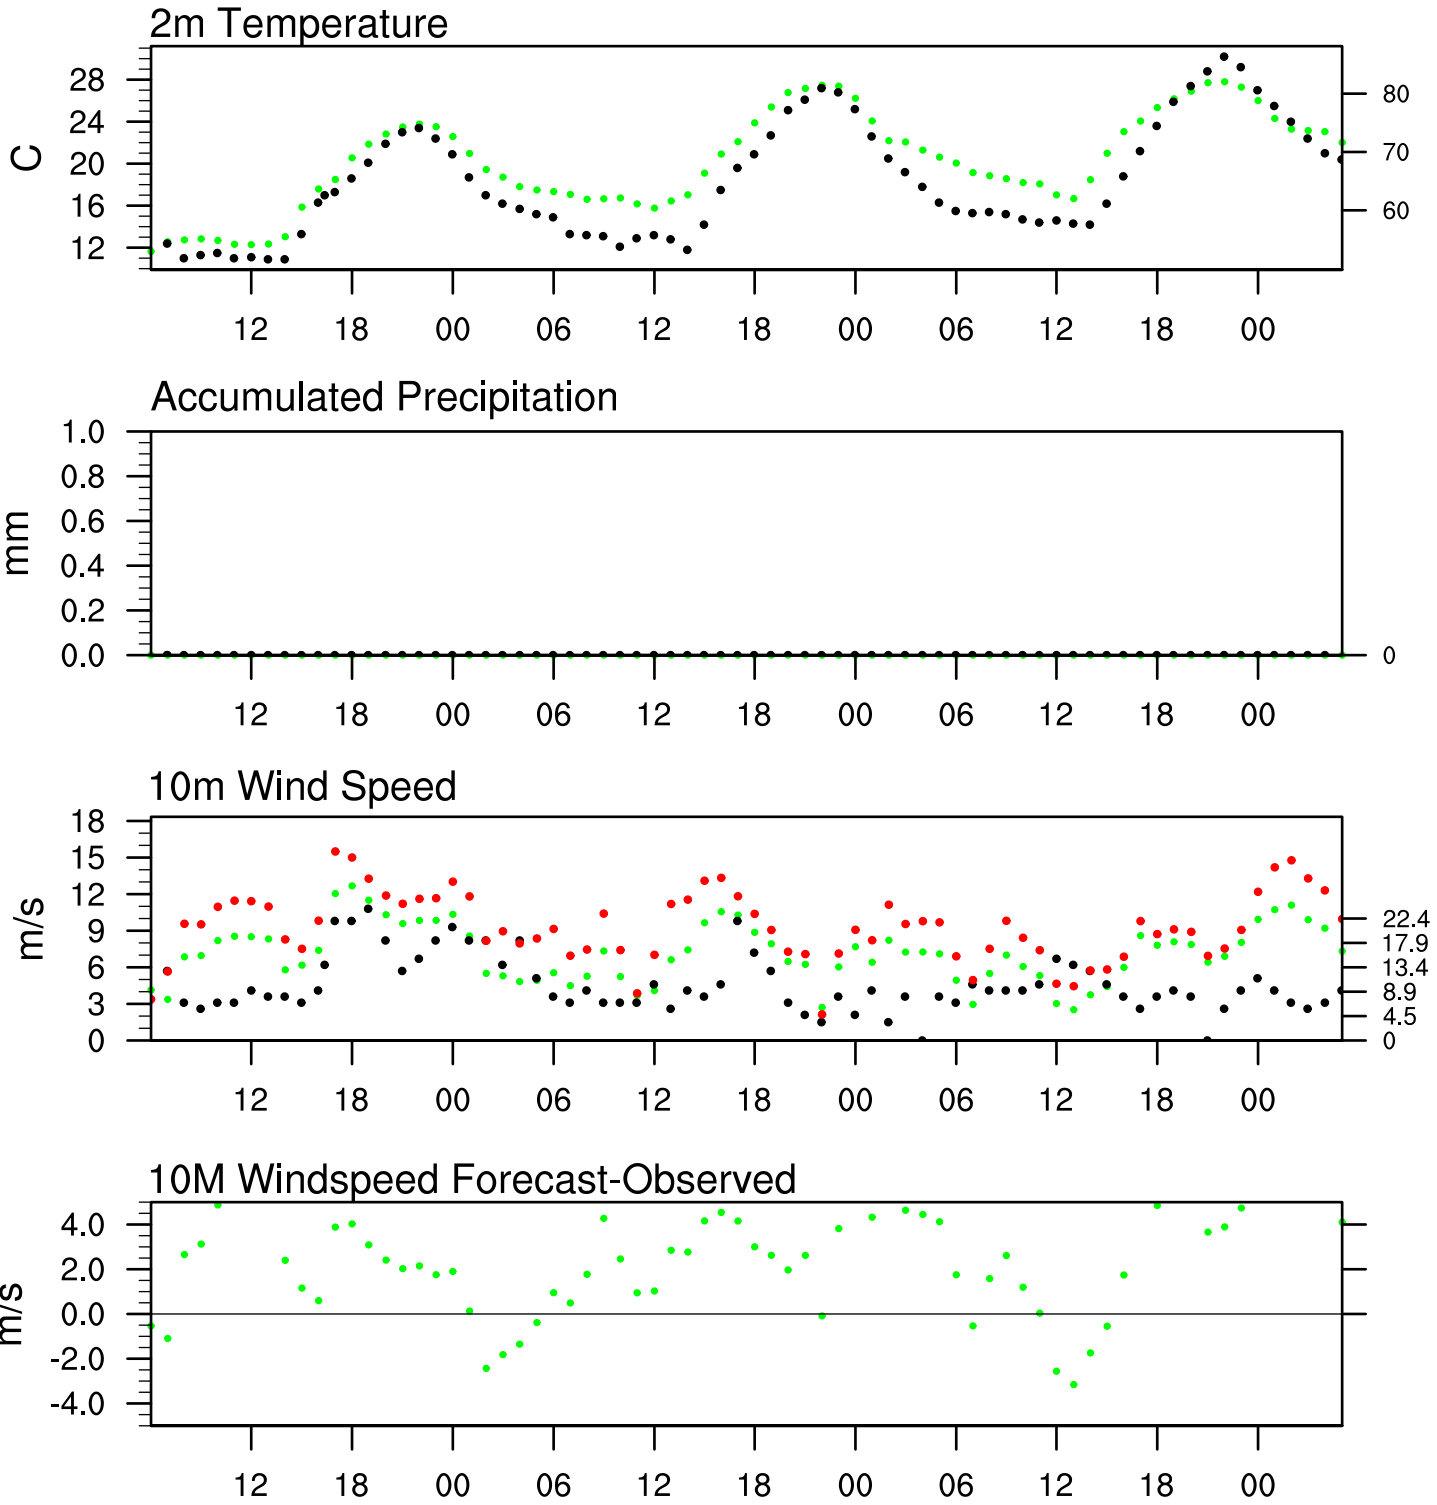 2m Temperature
C
28
24
20
16
12
80
70
60
12 18 00 06 12 18 00 06 12 18 00
Accumulated Precipitation
mm
1.0
0.8
0.6
0.4
0.2
0.0
0
12 18 00 06 12 18 00 06 12 18 00
10m Wind Speed
m/s
18
15
12
9
6
3
0
22.4
17.9
13.4
8.9
4.5
0
12 18 00 06 12 18 00 06 12 18 00
10M Windspeed Forecast-Observed
m/s
4.0
2.0
0.0
-2.0
-4.0
12 18 00 06 12 18 00 06 12 18 00